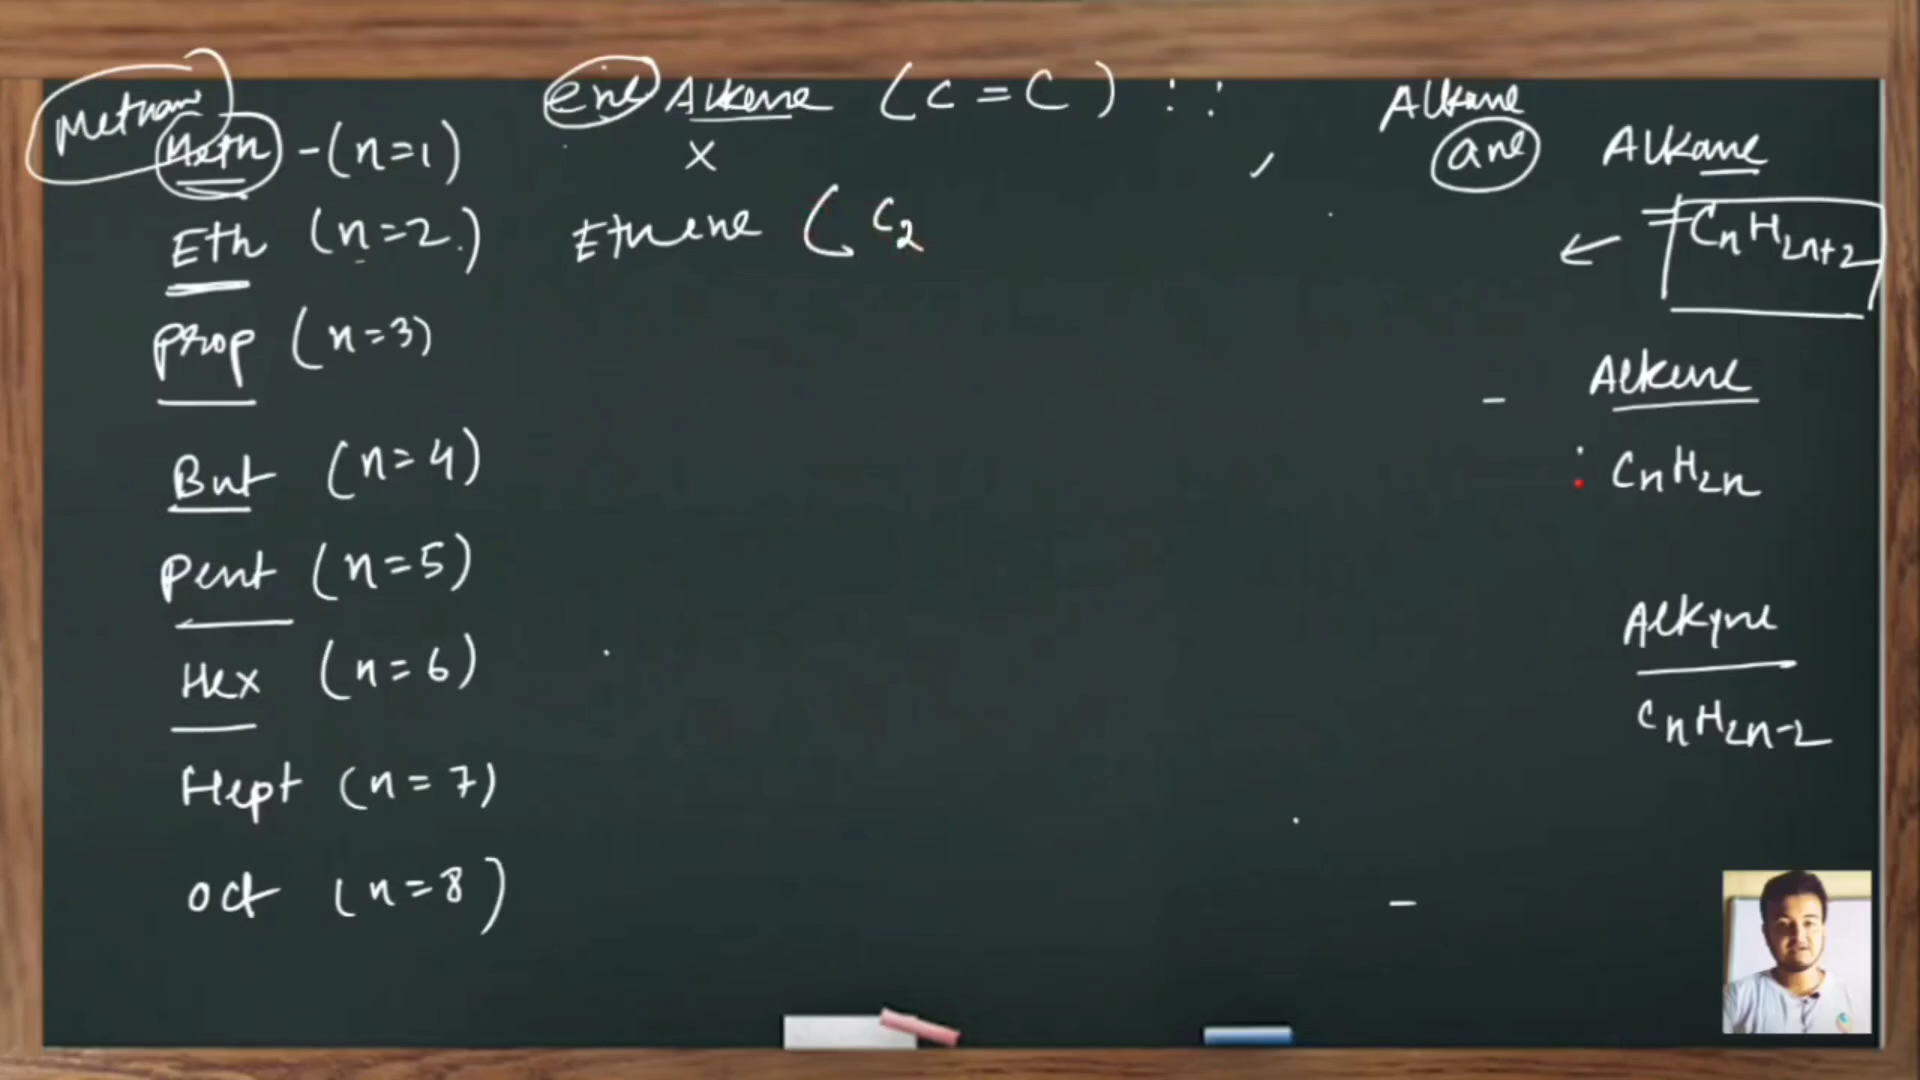 Methane
Meth - (n=1)
Eth (n=2)
Prop (n=3)
But (n=4)
Pent (n=5)
Hex (n=6)
Hept (n=7)
Oct (n=8)
ene Alkene (C=C)
X
Ethene ( C2
Alkane
ane
Alkane
CnH2n+2
Alkene
CnH2n
Alkyne
CnH2n-2